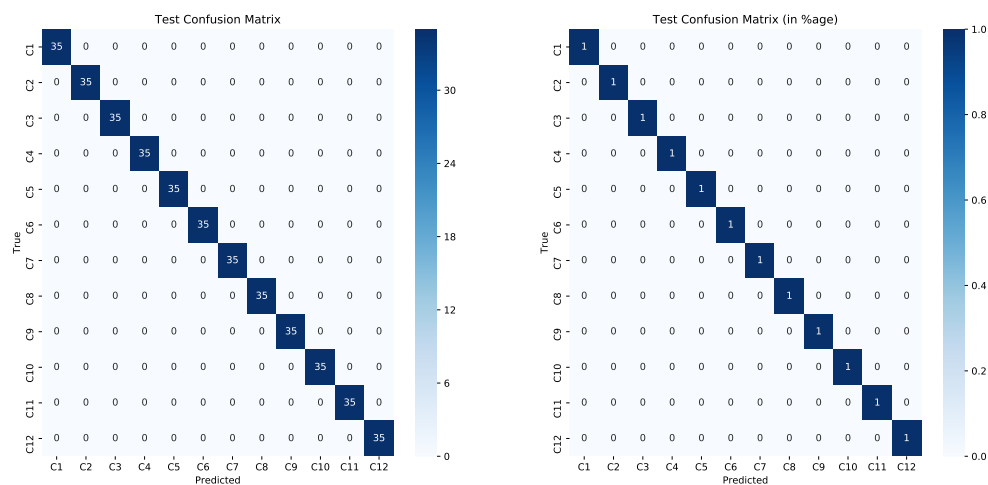 Test Confusion Matrix
C1 35 0 0 0 0 0 0 0 0 0 0 0
C2 0 35 0 0 0 0 0 0 0 0 0 0
C3 0 0 35 0 0 0 0 0 0 0 0 0
C4 0 0 0 35 0 0 0 0 0 0 0 0
C5 0 0 0 0 35 0 0 0 0 0 0 0
C6 0 0 0 0 0 35 0 0 0 0 0 0
C7 0 0 0 0 0 0 35 0 0 0 0 0
C8 0 0 0 0 0 0 0 35 0 0 0 0
C9 0 0 0 0 0 0 0 0 35 0 0 0
C10 0 0 0 0 0 0 0 0 0 35 0 0
C11 0 0 0 0 0 0 0 0 0 0 35 0
C12 0 0 0 0 0 0 0 0 0 0 0 35
C1 C2 C3 C4 C5 C6 C7 C8 C9 C10 C11 C12
Predicted
True
30
24
18
12
6
0
Test Confusion Matrix (in %age)
C1 1 0 0 0 0 0 0 0 0 0 0 0
C2 0 1 0 0 0 0 0 0 0 0 0 0
C3 0 0 1 0 0 0 0 0 0 0 0 0
C4 0 0 0 1 0 0 0 0 0 0 0 0
C5 0 0 0 0 1 0 0 0 0 0 0 0
C6 0 0 0 0 0 1 0 0 0 0 0 0
C7 0 0 0 0 0 0 1 0 0 0 0 0
C8 0 0 0 0 0 0 0 1 0 0 0 0
C9 0 0 0 0 0 0 0 0 1 0 0 0
C10 0 0 0 0 0 0 0 0 0 1 0 0
C11 0 0 0 0 0 0 0 0 0 0 1 0
C12 0 0 0 0 0 0 0 0 0 0 0 1
C1 C2 C3 C4 C5 C6 C7 C8 C9 C10 C11 C12
Predicted
True
1.0
0.8
0.6
0.4
0.2
0.0